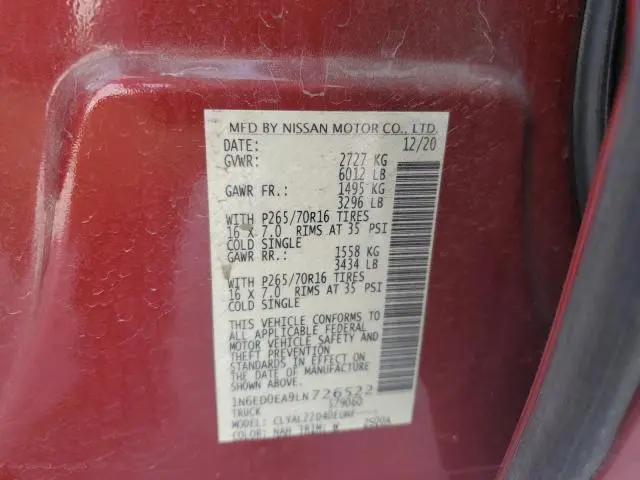 MFD BY NISSAN MOTOR CO., LTD.
DATE: 12/20
GVWR: 2727 KG
6012 LB
GAWR FR.: 1495 KG
3296 LB
WITH P265/70R16 TIRES
16 X 7.0 RIMS AT 35 PSI
COLD SINGLE
GAWR RR.: 1558 KG
3434 LB
WITH P265/70R16 TIRES
16 X 7.0 RIMS AT 35 PSI
COLD SINGLE
THIS VEHICLE CONFORMS TO
ALL APPLICABLE FEDERAL
MOTOR VEHICLE SAFETY AND
THEFT PREVENTION
STANDARDS IN EFFECT ON
THE DATE OF MANUFACTURE
SHOWN ABOVE.
1N6ED0EA9LN726522
TRUCK 579060
MODEL:
COLOR: NAH TRIM: K